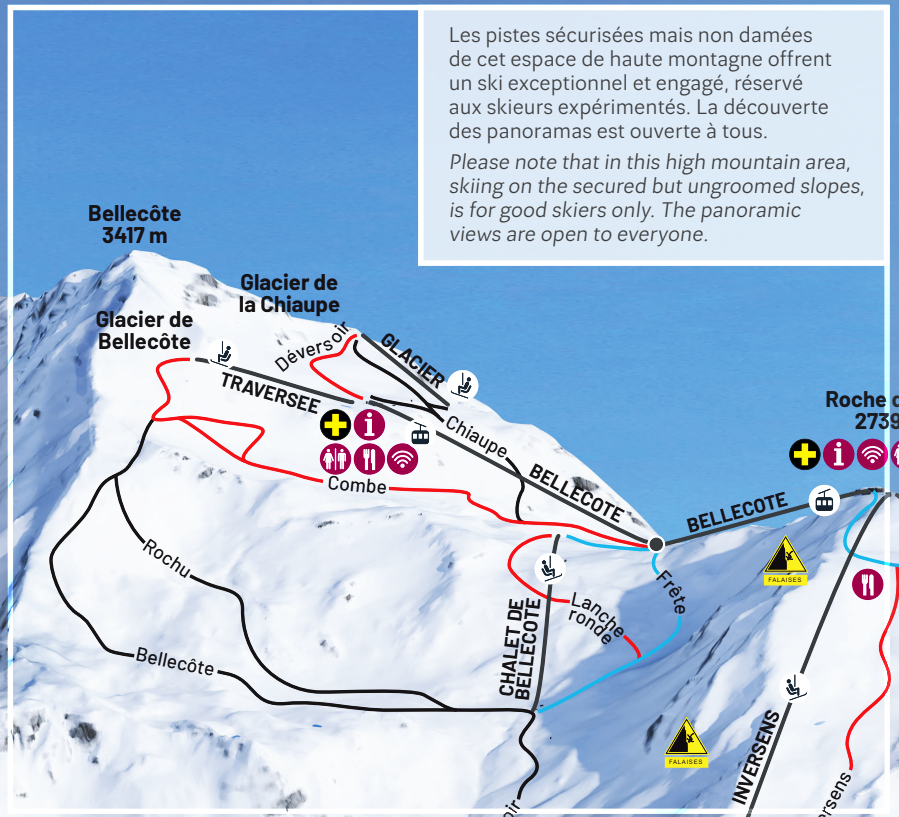 Les pistes sécurisées mais non damées
de cet espace de haute montagne offrent
un ski exceptionnel et engagé, réservé
aux skieurs expérimentés. La découverte
des panoramas est ouverte à tous.
Please note that in this high mountain area,
skiing on the secured but ungroomed slopes,
is for good skiers only. The panoramic
views are open to everyone.
Bellecôte
3417 m
Glacier de
la Chiaupe
Glacier de
Bellecôte
Déversoir
GLACIER
TRAVERSEE
Chiaupe
Roche
2739
BELLECOTE
Combe
BELLECOTE
FALAISES
Rochu
Frête
Lanche
ronde
CHALET DE
BELLECOTE
Bellecôte
INVERSENS
FALAISES
ersens
oir